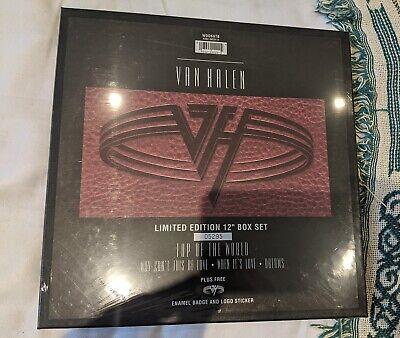 VAN HALEN
LIMITED EDITION 12" BOX SET
05295
TOP OF THE WORLD
WHY CAN'T THIS BE LOVE • WHEN IT'S LOVE • DREAMS
PLUS FREE
ENAMEL BADGE AND LOGO STICKER